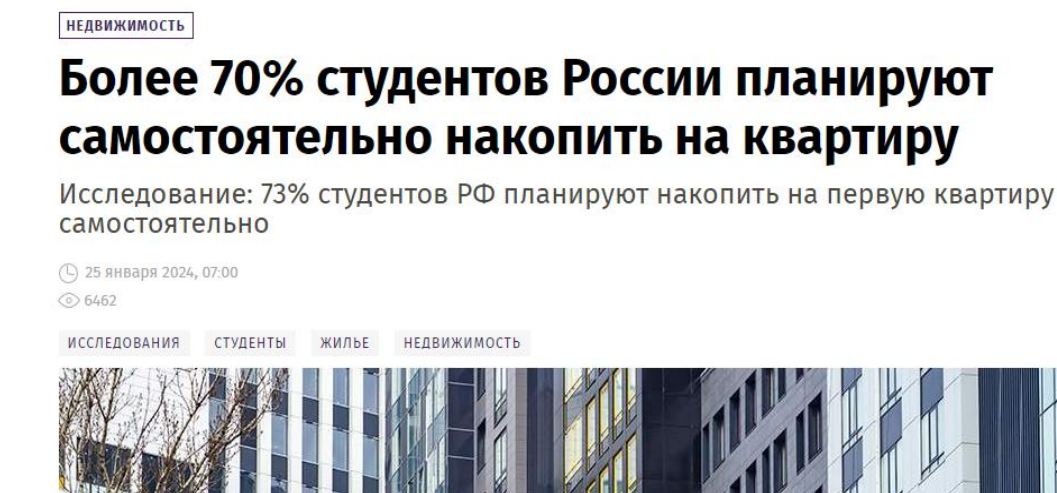 НЕДВИЖИМОСТЬ
Более 70% студентов России планируют
самостоятельно накопить на квартиру
Исследование: 73% студентов РФ планируют накопить на первую квартиру
самостоятельно
25 января 2024, 07:00
6462
ИССЛЕДОВАНИЯ СТУДЕНТЫ ЖИЛЬЕ НЕДВИЖИМОСТЬ